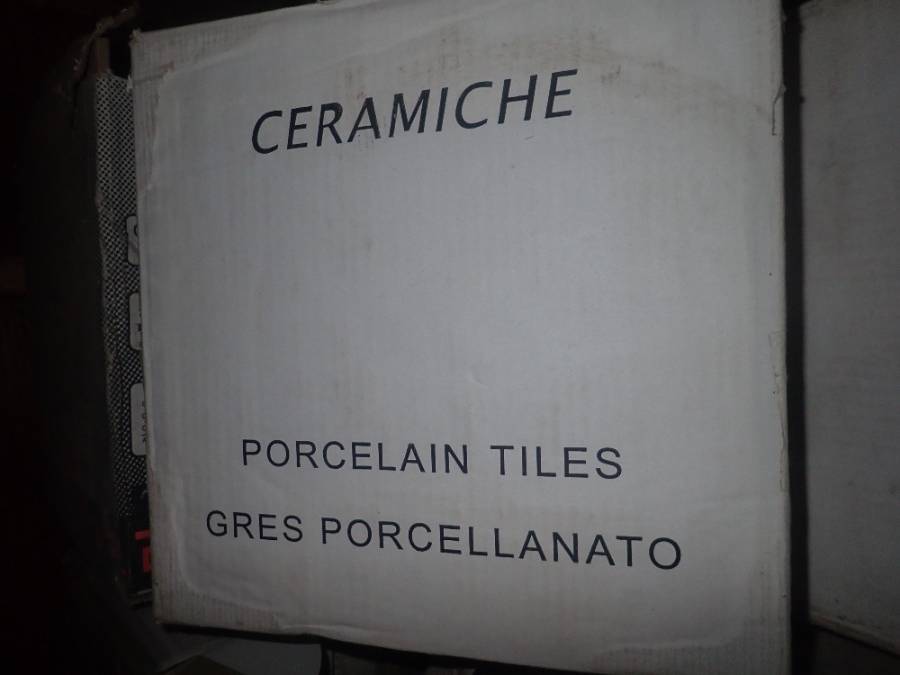 CERAMICHE
PORCELAIN TILES
GRES PORCELLANATO